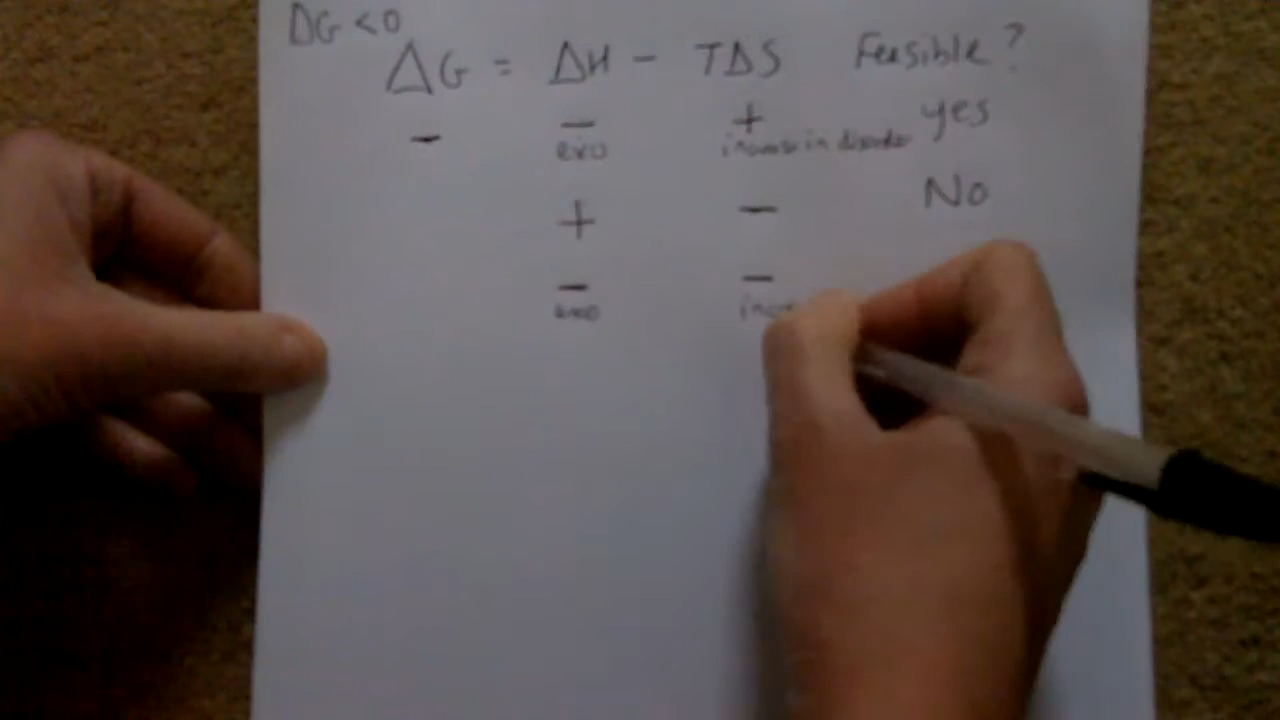 ΔG <0
ΔG = ΔH - TΔS Feasible?
- - + yes
exo increase in disorder
+ - No
- -
exo